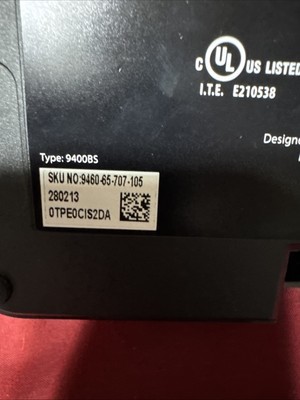 c UL US LISTED
I.T.E. E210538
Designe
Type: 9400BS
SKU NO:9460-65-707-105
280213
0TPE0CIS2DA